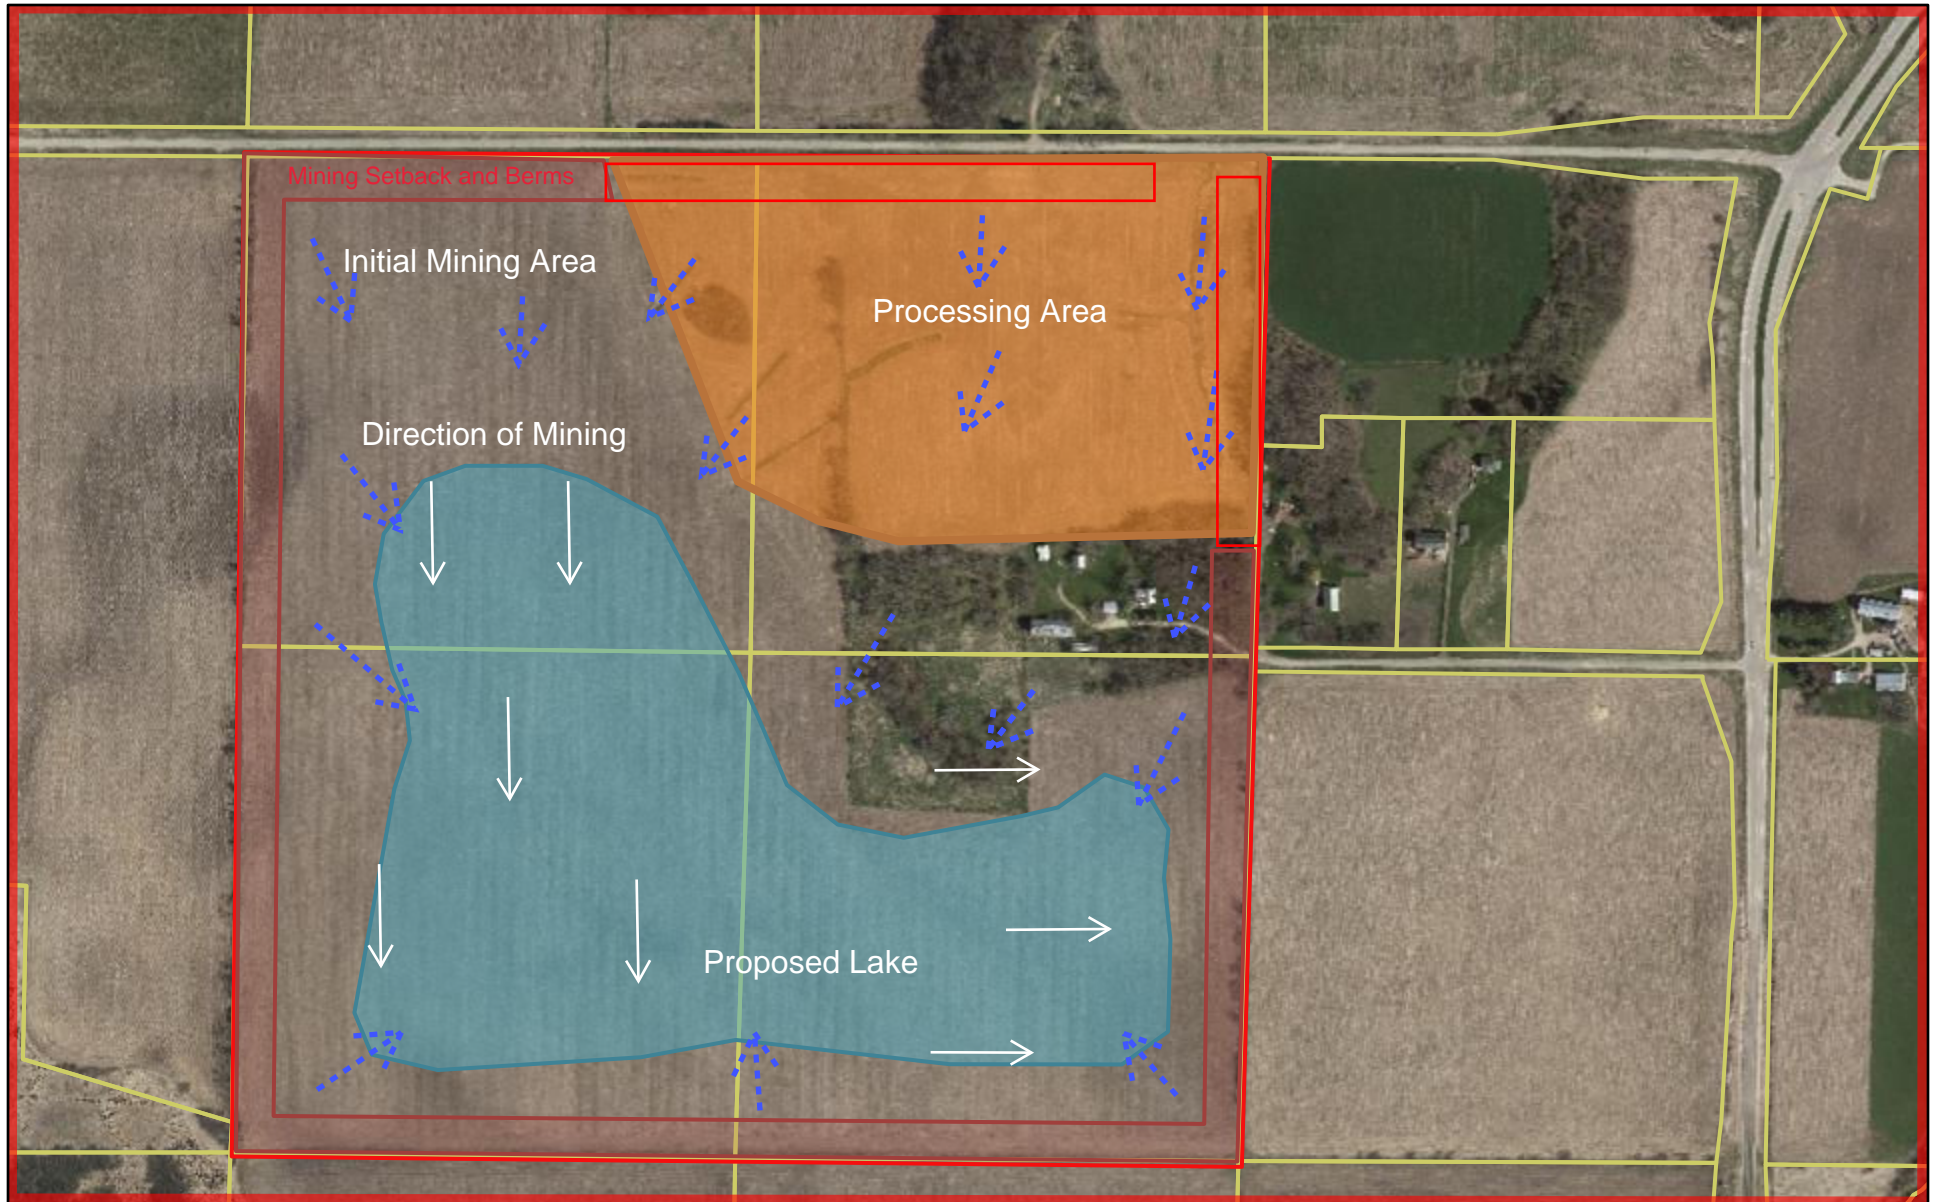 Mining Setback and Berms
Initial Mining Area
Processing Area
Direction of Mining
Proposed Lake